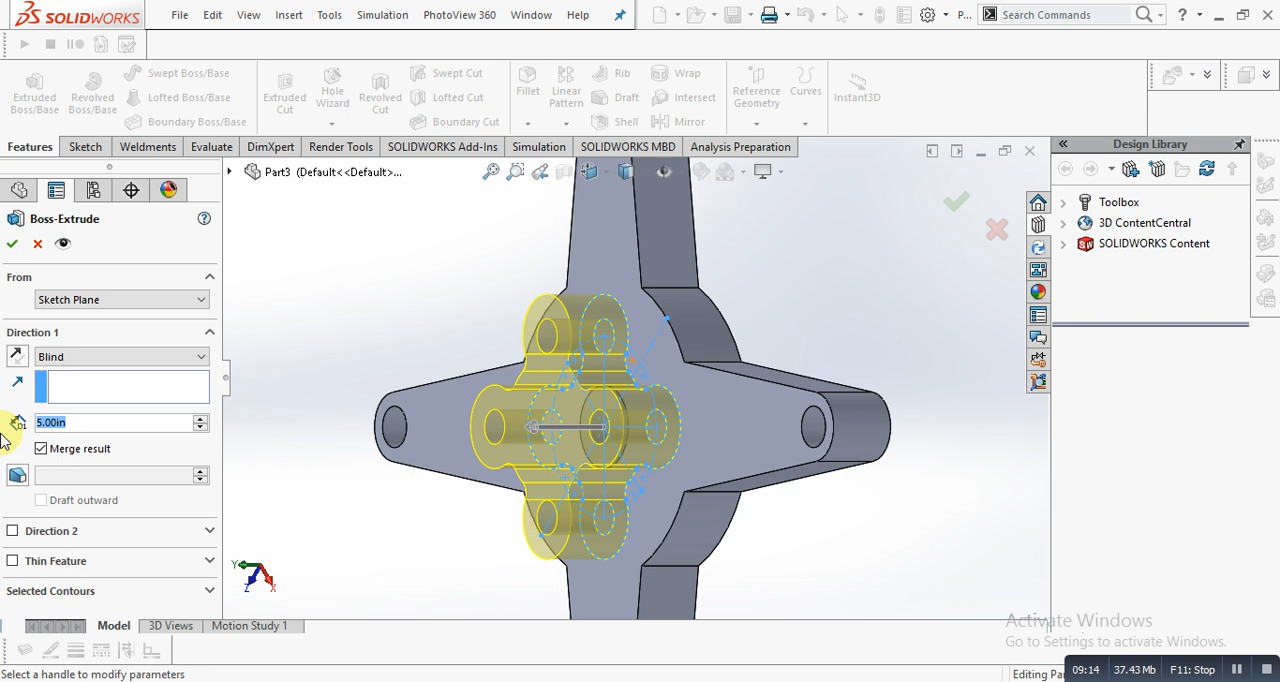 SOLIDWORKS File Edit View Insert Tools Simulation PhotoView 360 Window Help P... Search Commands
Extruded Boss/Base
Revolved Boss/Base
Swept Boss/Base
Lofted Boss/Base
Boundary Boss/Base
Extruded Cut
Hole Wizard
Revolved Cut
Swept Cut
Lofted Cut
Boundary Cut
Fillet
Linear Pattern
Rib
Draft
Shell
Wrap
Intersect
Mirror
Reference Geometry
Curves
Instant3D
Features Sketch Weldments Evaluate DimXpert Render Tools SOLIDWORKS Add-Ins Simulation SOLIDWORKS MBD Analysis Preparation
Design Library
Part3 (Default<<Default>...
Toolbox
3D ContentCentral
SOLIDWORKS Content
Boss-Extrude
From
Sketch Plane
Direction 1
Blind
D1
5.00in
Merge result
Draft outward
Direction 2
Thin Feature
Selected Contours
Y
Z
X
Model 3D Views Motion Study 1
Activate Windows
Go to Settings to activate Windows.
Select a handle to modify parameters
Editing Pa
09:14 37.43 MB F11: Stop